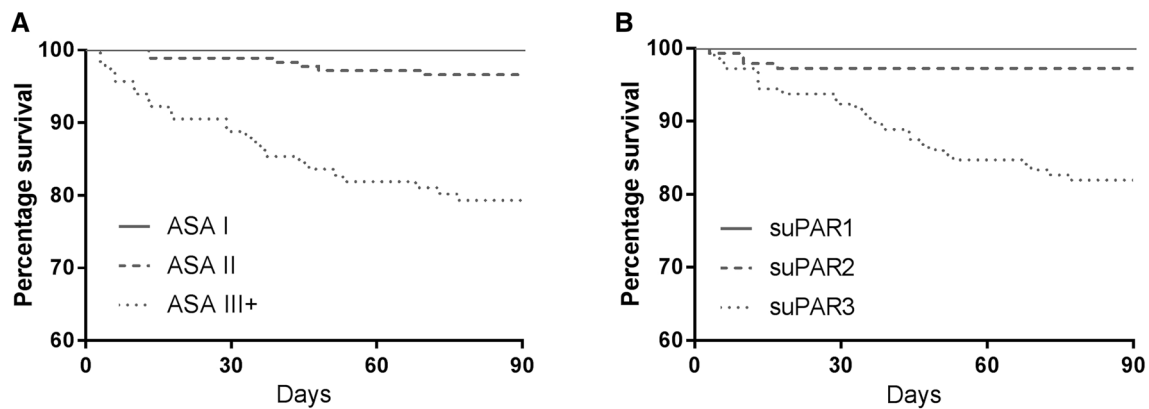 A
Percentage survival
100
90
80
70
60
ASA I
ASA II
ASA III+
0 30 60 90
Days
B
Percentage survival
100
90
80
70
60
suPAR1
suPAR2
suPAR3
0 30 60 90
Days